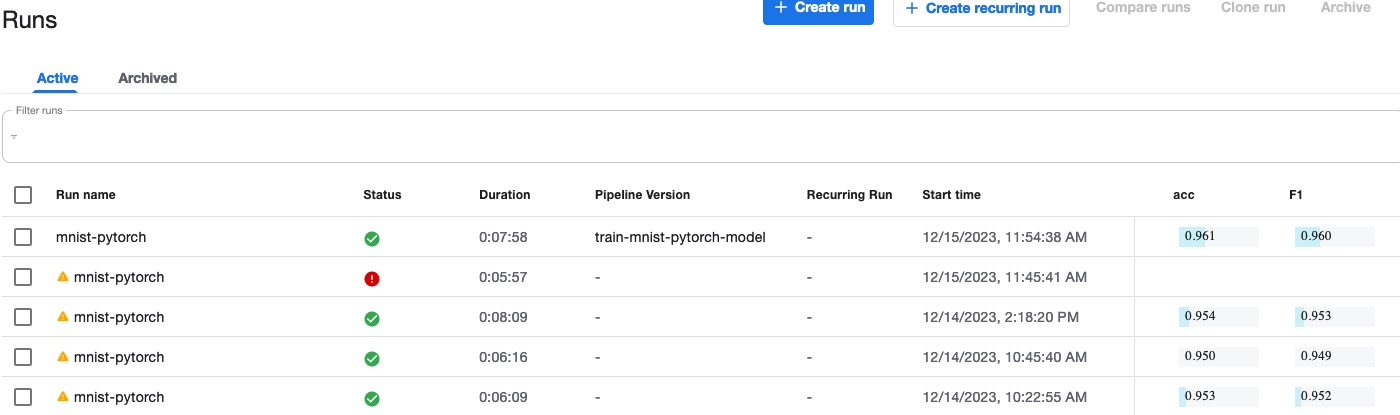 Runs
+ Create run + Create recurring run Compare runs Clone run Archive
Active Archived
Filter runs
Run name Status Duration Pipeline Version Recurring Run Start time acc F1
mnist-pytorch 0:07:58 train-mnist-pytorch-model - 12/15/2023, 11:54:38 AM 0.961 0.960
mnist-pytorch 0:05:57 - - 12/15/2023, 11:45:41 AM
mnist-pytorch 0:08:09 - - 12/14/2023, 2:18:20 PM 0.954 0.953
mnist-pytorch 0:06:16 - - 12/14/2023, 10:45:40 AM 0.950 0.949
mnist-pytorch 0:06:09 - - 12/14/2023, 10:22:55 AM 0.953 0.952